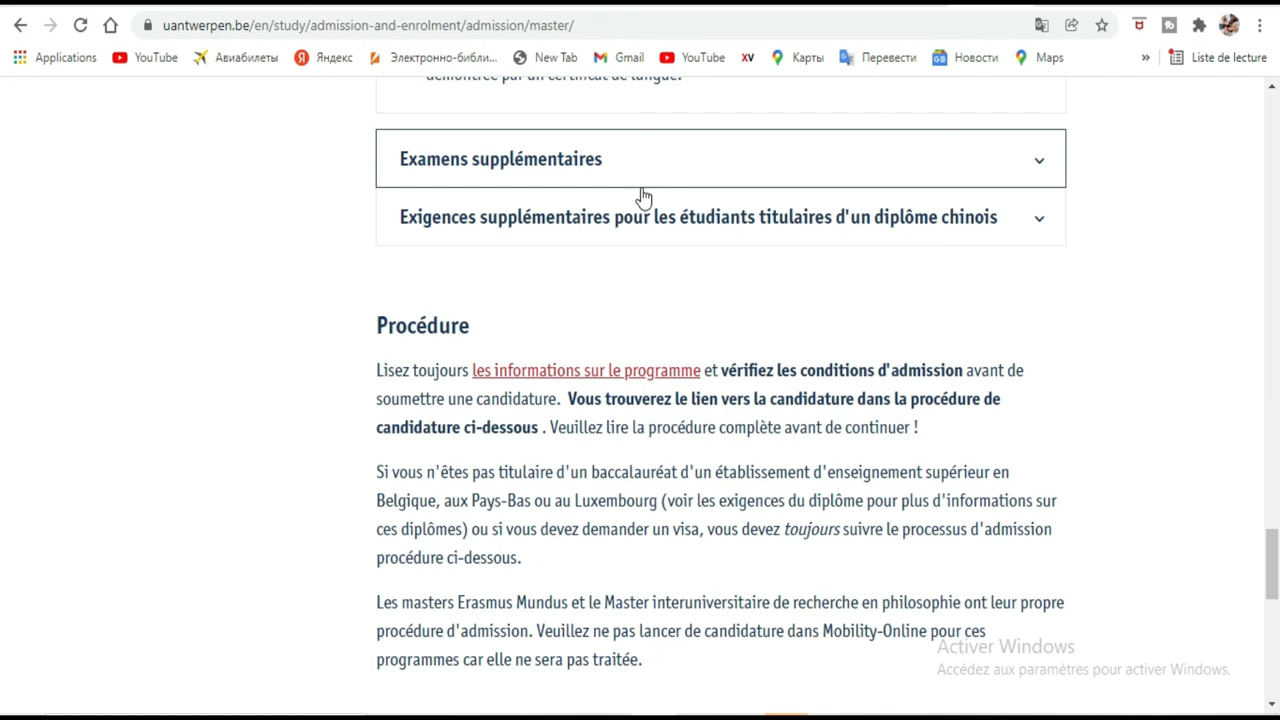 uantwerpen.be/en/study/admission-and-enrolment/admission/master/
Applications YouTube Авиабилеты Яндекс Электронно-библи... New Tab Gmail YouTube XV Карты Перевести Новости Maps » Liste de lecture
démontrée par un certificat de langue.
Examens supplémentaires
Exigences supplémentaires pour les étudiants titulaires d'un diplôme chinois
Procédure
Lisez toujours les informations sur le programme et vérifiez les conditions d'admission avant de
soumettre une candidature. Vous trouverez le lien vers la candidature dans la procédure de
candidature ci-dessous . Veuillez lire la procédure complète avant de continuer !
Si vous n'êtes pas titulaire d'un baccalauréat d'un établissement d'enseignement supérieur en
Belgique, aux Pays-Bas ou au Luxembourg (voir les exigences du diplôme pour plus d'informations sur
ces diplômes) ou si vous devez demander un visa, vous devez toujours suivre le processus d'admission
procédure ci-dessous.
Les masters Erasmus Mundus et le Master interuniversitaire de recherche en philosophie ont leur propre
procédure d'admission. Veuillez ne pas lancer de candidature dans Mobility-Online pour ces
programmes car elle ne sera pas traitée.
Activer Windows
Accédez aux paramètres pour activer Windows.